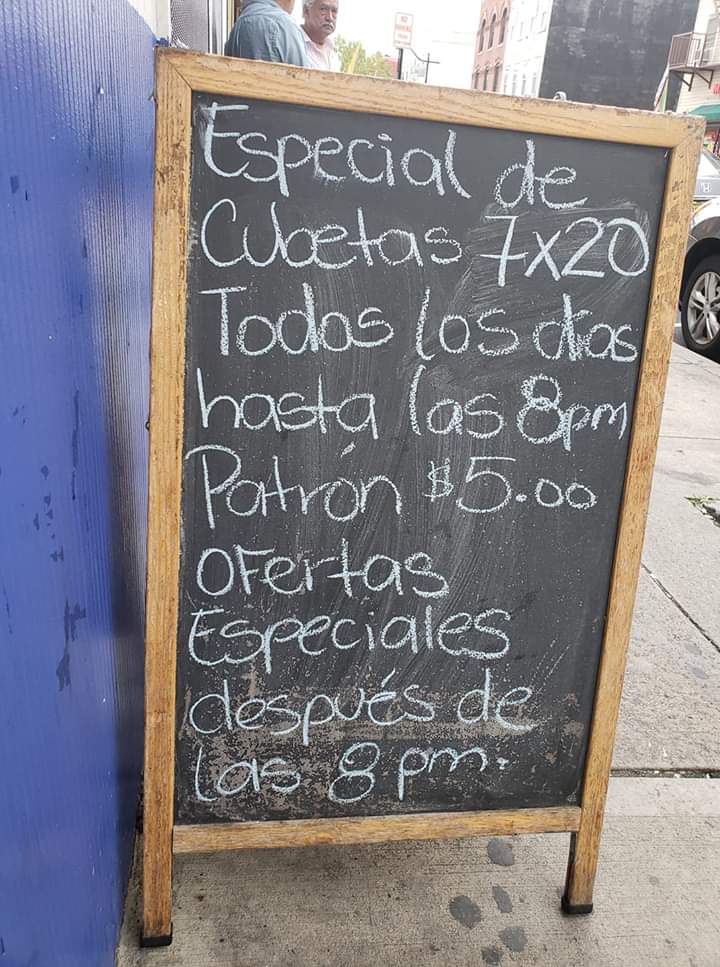 Especial de
Cubetas 7x20
Todos los días
hasta las 8pm
Patrón $5.00
oFertas
Especiales
después de
las 8 pm.